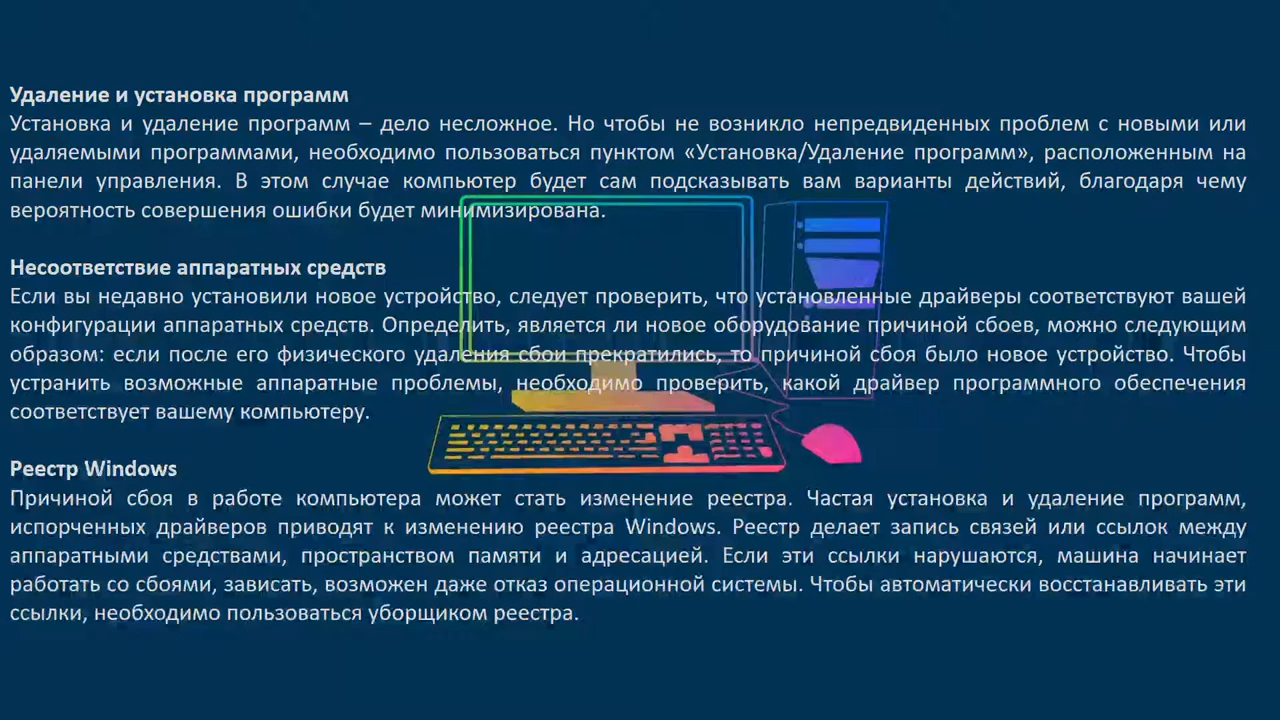 Удаление и установка программ
Установка и удаление программ – дело несложное. Но чтобы не возникло непредвиденных проблем с новыми или
удаляемыми программами, необходимо пользоваться пунктом «Установка/Удаление программ», расположенным на
панели управления. В этом случае компьютер будет сам подсказывать вам варианты действий, благодаря чему
вероятность совершения ошибки будет минимизирована.
Несоответствие аппаратных средств
Если вы недавно установили новое устройство, следует проверить, что установленные драйверы соответствуют вашей
конфигурации аппаратных средств. Определить, является ли новое оборудование причиной сбоев, можно следующим
образом: если после его физического удаления сбои прекратились, то причиной сбоя было новое устройство. Чтобы
устранить возможные аппаратные проблемы, необходимо проверить, какой драйвер программного обеспечения
соответствует вашему компьютеру.
Реестр Windows
Причиной сбоя в работе компьютера может стать изменение реестра. Частая установка и удаление программ,
испорченных драйверов приводят к изменению реестра Windows. Реестр делает запись связей или ссылок между
аппаратными средствами, пространством памяти и адресацией. Если эти ссылки нарушаются, машина начинает
работать со сбоями, зависать, возможен даже отказ операционной системы. Чтобы автоматически восстанавливать эти
ссылки, необходимо пользоваться уборщиком реестра.